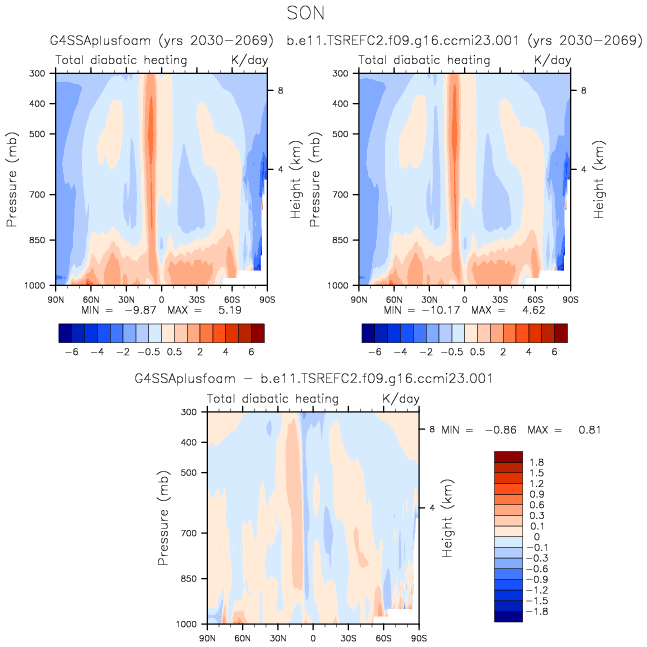 SON
G4SSAplusfoam (yrs 2030-2069) b.e11.TSREFC2.f09.g16.ccmi23.001 (yrs 2030-2069)
Total diabatic heating K/day Total diabatic heating K/day
300 400 500 700 850 1000
Pressure (mb)
8 4
Height (km)
90N 60N 30N 0 30S 60S 90S
300 400 500 700 850 1000
Pressure (mb)
8 4
Height (km)
90N 60N 30N 0 30S 60S 90S
MIN = -9.87 MAX = 5.19 MIN = -10.17 MAX = 4.62
-6 -4 -2 -0.5 0.5 2 4 6 -6 -4 -2 -0.5 0.5 2 4 6
G4SSAplusfoam - b.e11.TSREFC2.f09.g16.ccmi23.001
Total diabatic heating K/day
300 400 500 700 850 1000
Pressure (mb)
8 4
Height (km)
90N 60N 30N 0 30S 60S 90S
MIN = -0.86 MAX = 0.81
1.8
1.5
1.2
0.9
0.6
0.3
0.1
0
-0.1
-0.3
-0.6
-0.9
-1.2
-1.5
-1.8